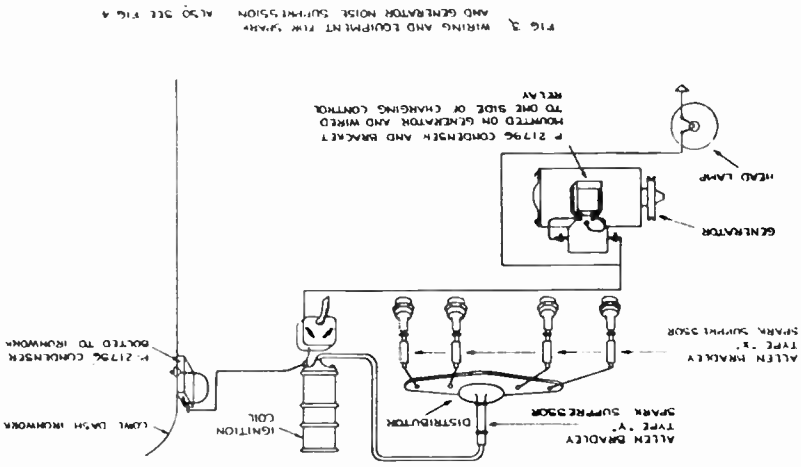 ALLEN BRADLEY
TYPE "Y"
SPARK SUPPRESSOR
DISTRIBUTOR
IGNITION
COIL
COWL DASH IRONWORK
ALLEN BRADLEY
TYPE "X"
SPARK SUPPRESSOR
P. 21796 CONDENSER
BOLTED TO IRONWORK
GENERATOR
HEAD LAMP
P. 21796 CONDENSER AND BRACKET
MOUNTED ON GENERATOR AND WIRED
TO ONE SIDE OF CHARGING CONTROL
RELAY
FIG 3, WIRING AND EQUIPMENT FOR SPARK
AND GENERATOR NOISE SUPPRESSION ALSO SEE FIG 4